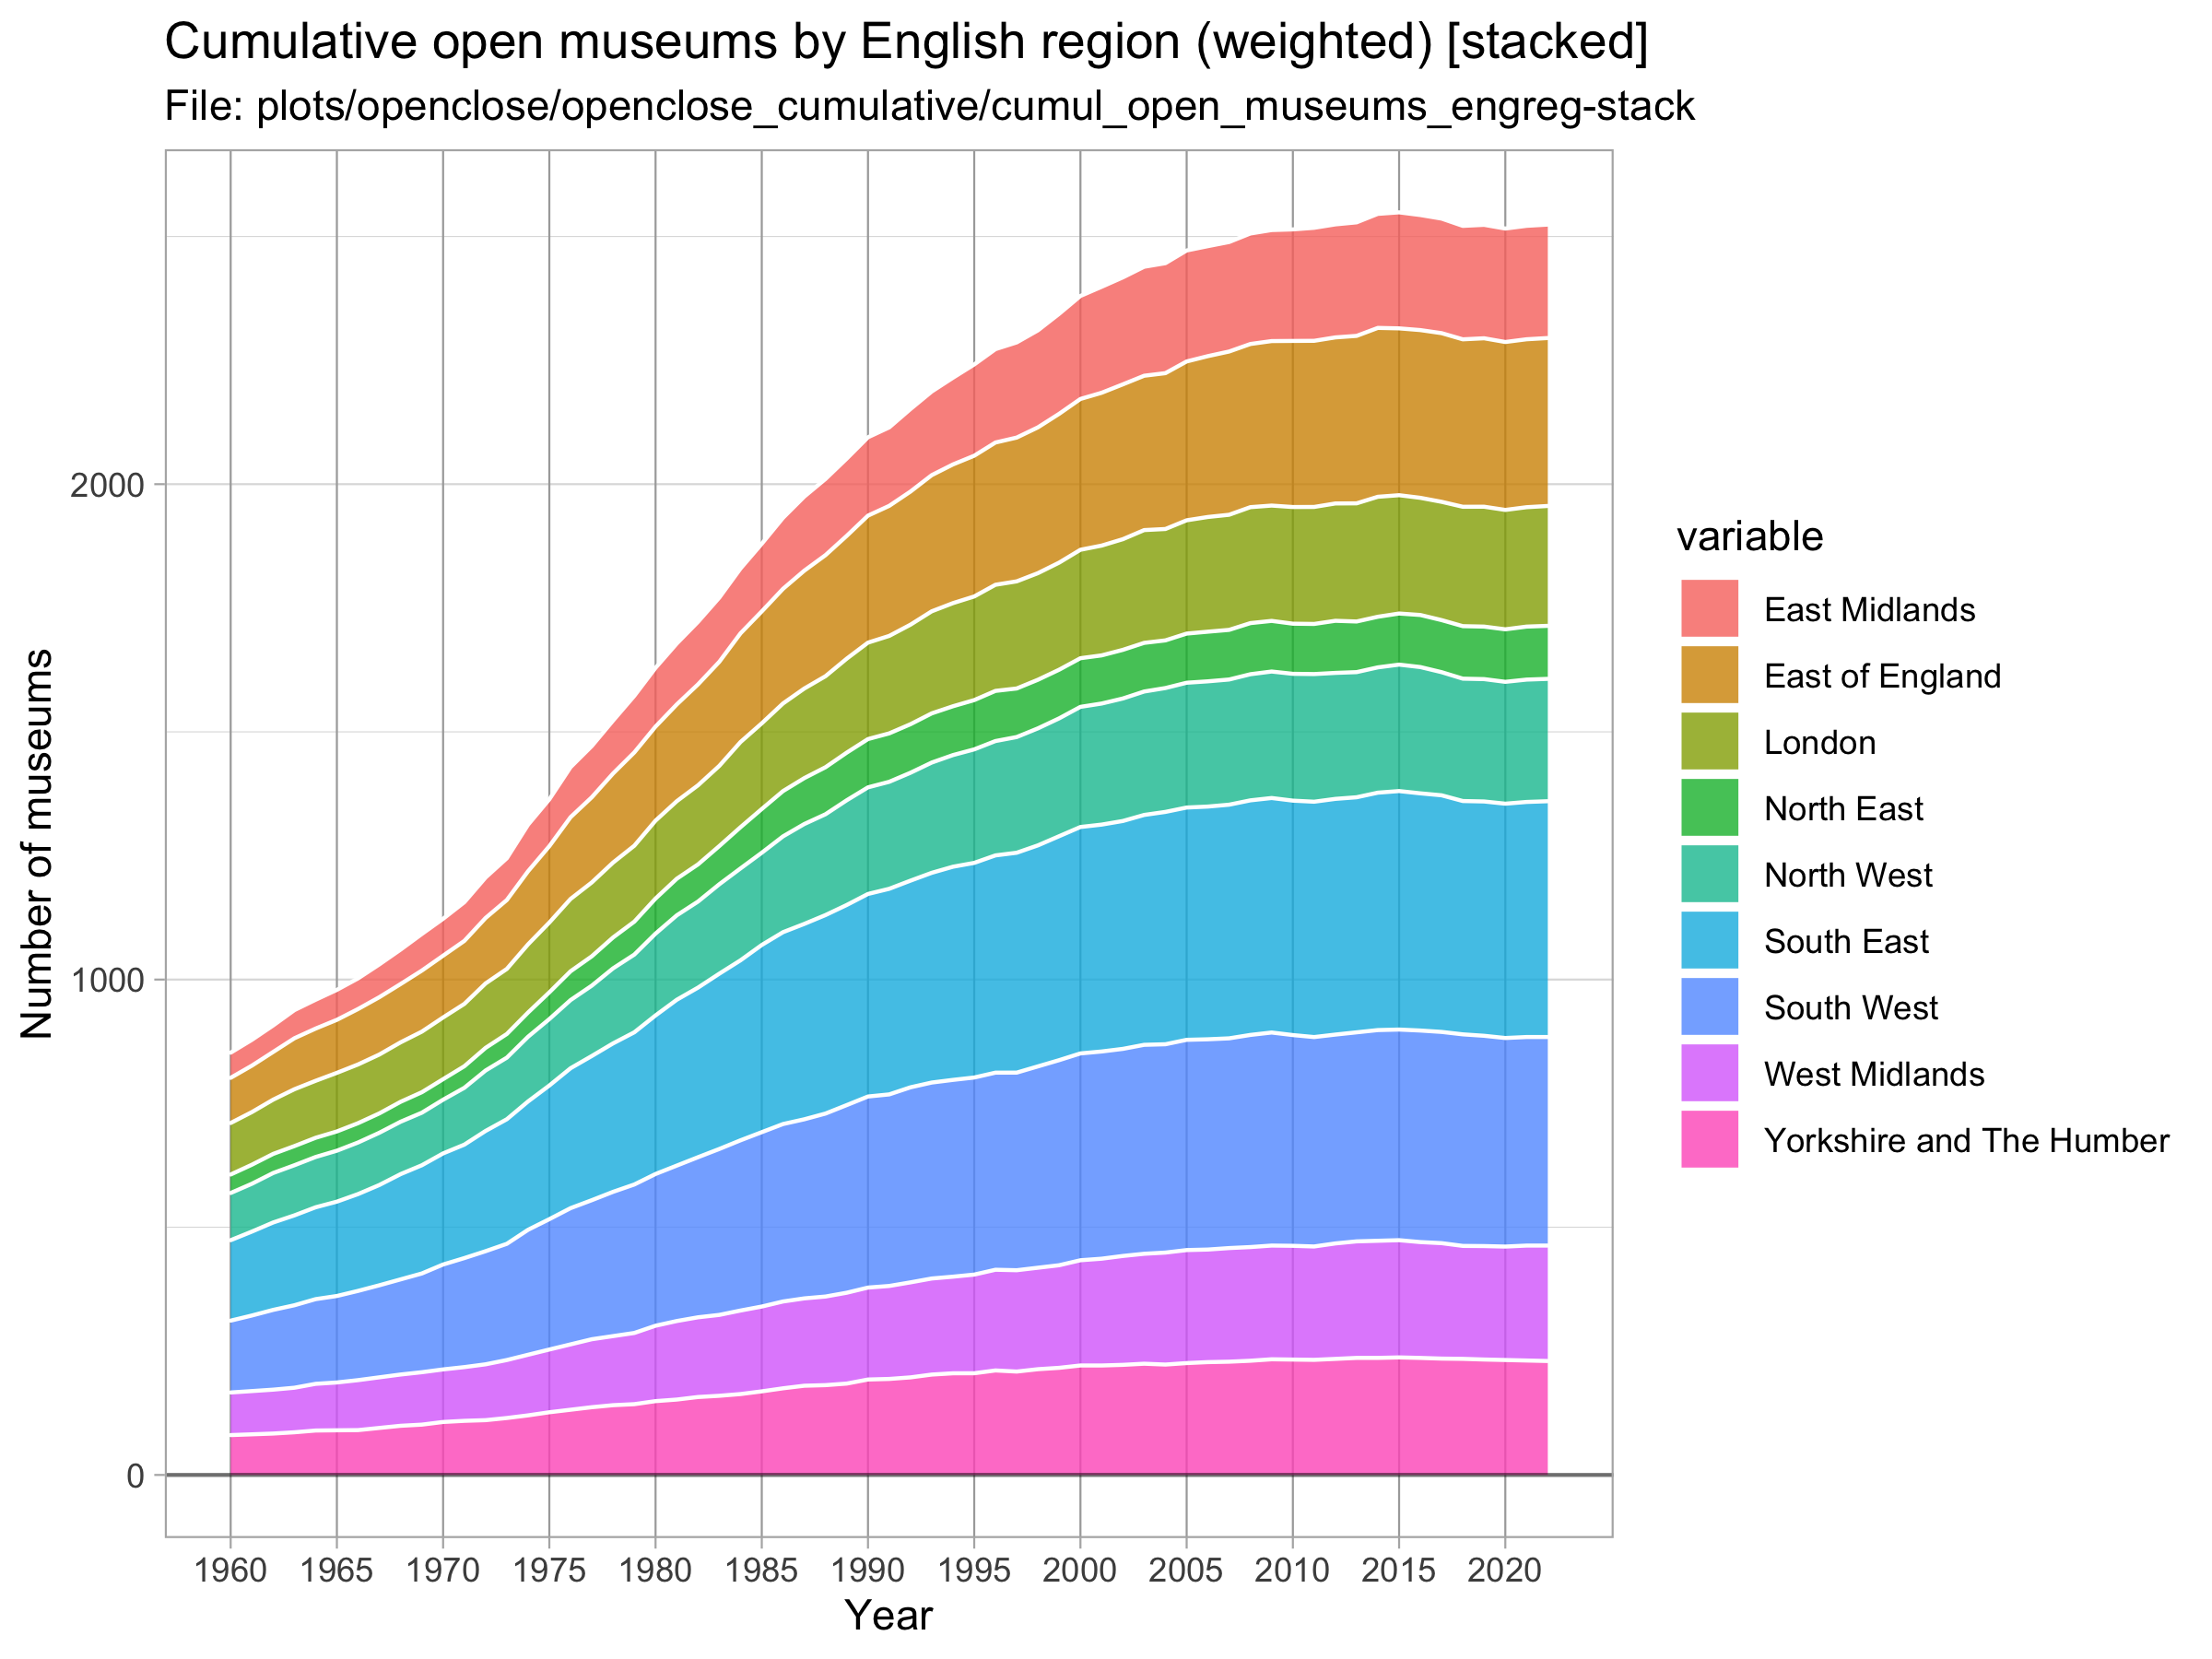 Cumulative open museums by English region (weighted) [stacked]
File: plots/openclose/openclose_cumulative/cumul_open_museums_engreg-stack
Number of museums
2000
1000
0
1960 1965 1970 1975 1980 1985 1990 1995 2000 2005 2010 2015 2020
Year
variable
East Midlands
East of England
London
North East
North West
South East
South West
West Midlands
Yorkshire and The Humber